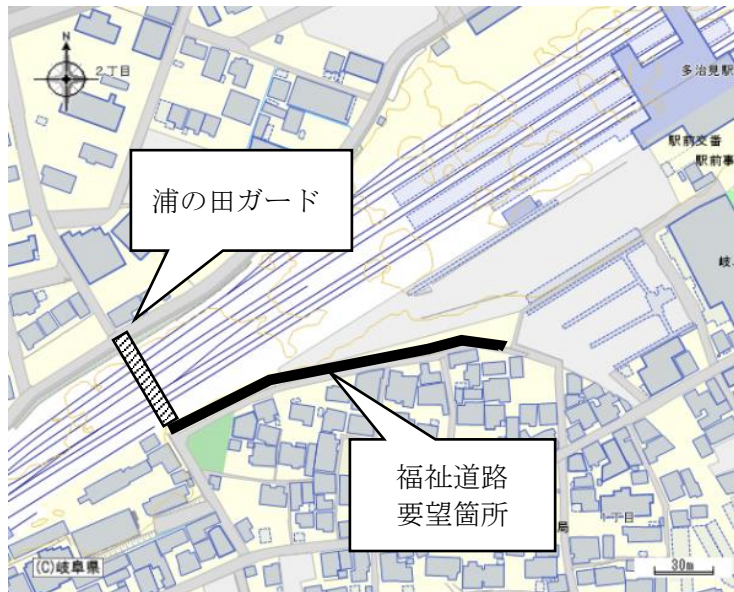 N
2丁目
多治見駅
駅前交番
駅前事
浦の田ガード
岐
福祉道路
要望箇所
局
1丁目
(C)岐阜県
30m